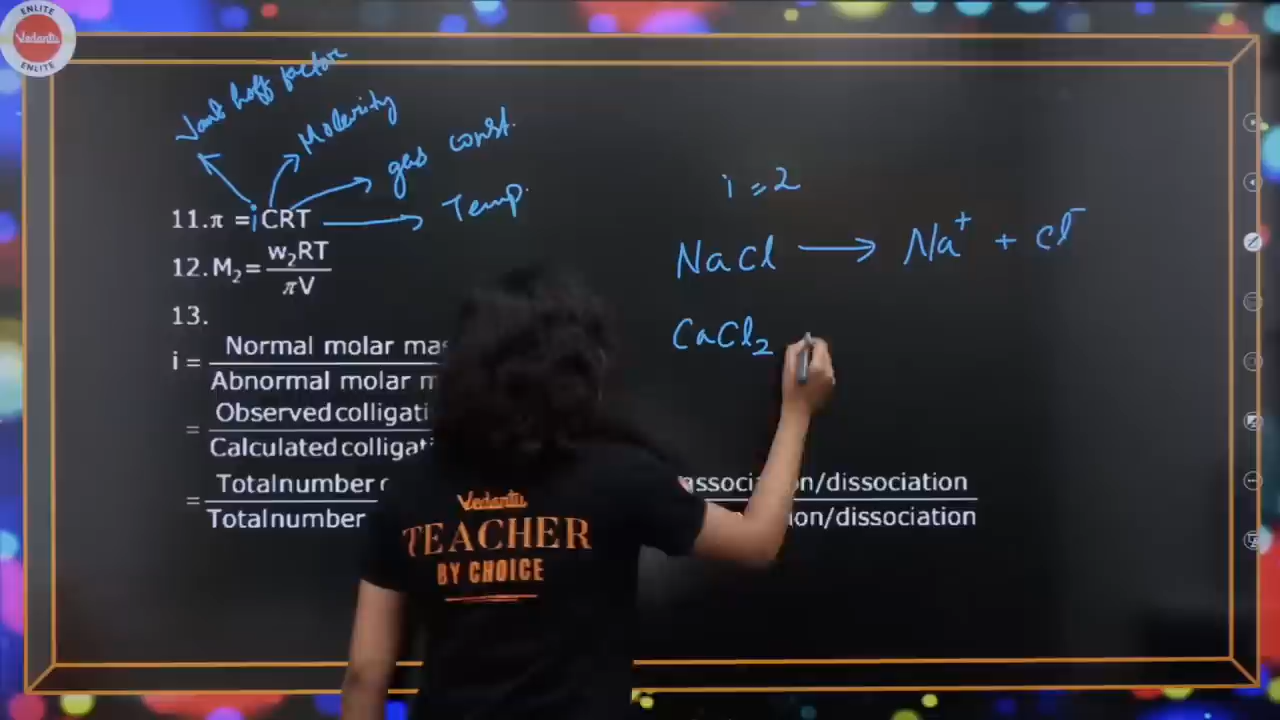 ENLITE
Vedantu
ENLITE
Vant hoff factor
Molarity
gas const.
Temp.
11. π = iCRT
12. M₂ = w₂RT / πV
13.
i = Normal molar mas
Abnormal molar m
= Observed colligati
Calculated colligat
= Total number
Total number
association/dissociation
on/dissociation
i = 2
NaCl → Na⁺ + Cl⁻
CaCl₂
Vedantu
TEACHER
BY CHOICE